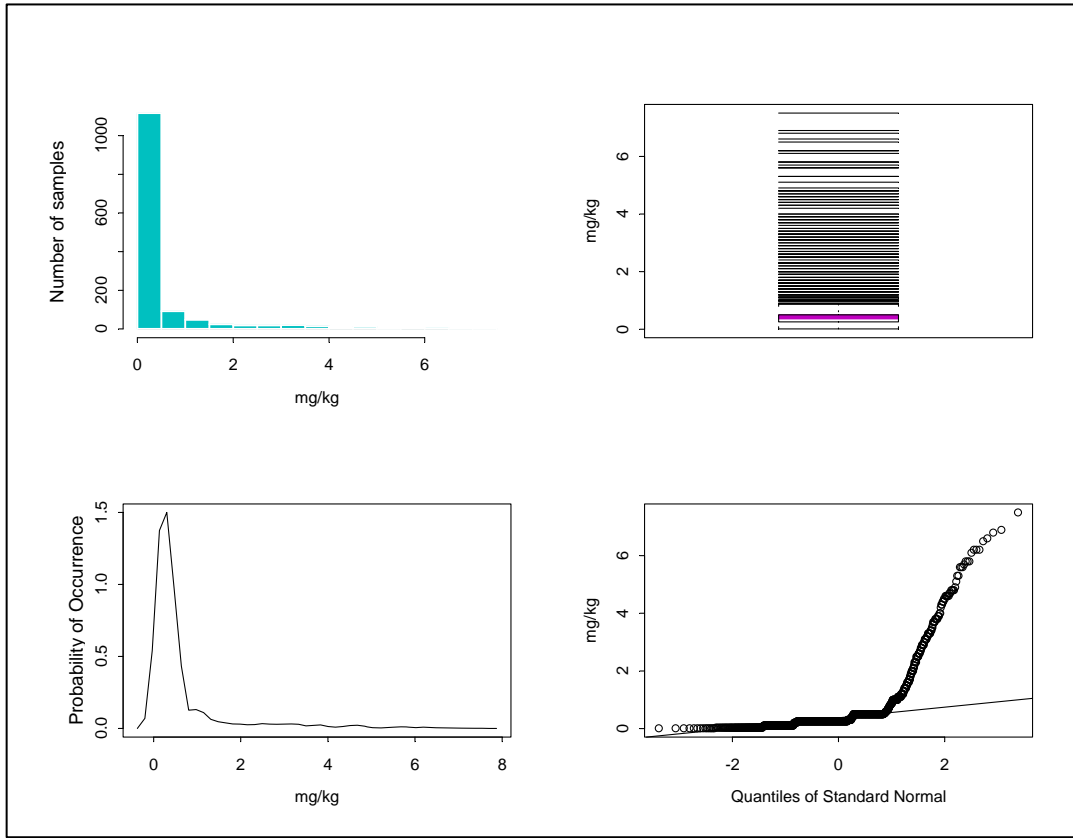 Number of samples
1000
600
200
0
0 2 4 6
mg/kg
mg/kg
6
4
2
0
Probability of Occurrence
1.5
1.0
0.5
0.0
0 2 4 6 8
mg/kg
mg/kg
6
4
2
0
-2 0 2
Quantiles of Standard Normal